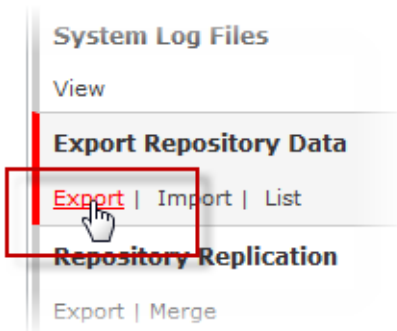 System Log Files
View
Export Repository Data
Export | Import | List
Repository Replication
Export | Merge